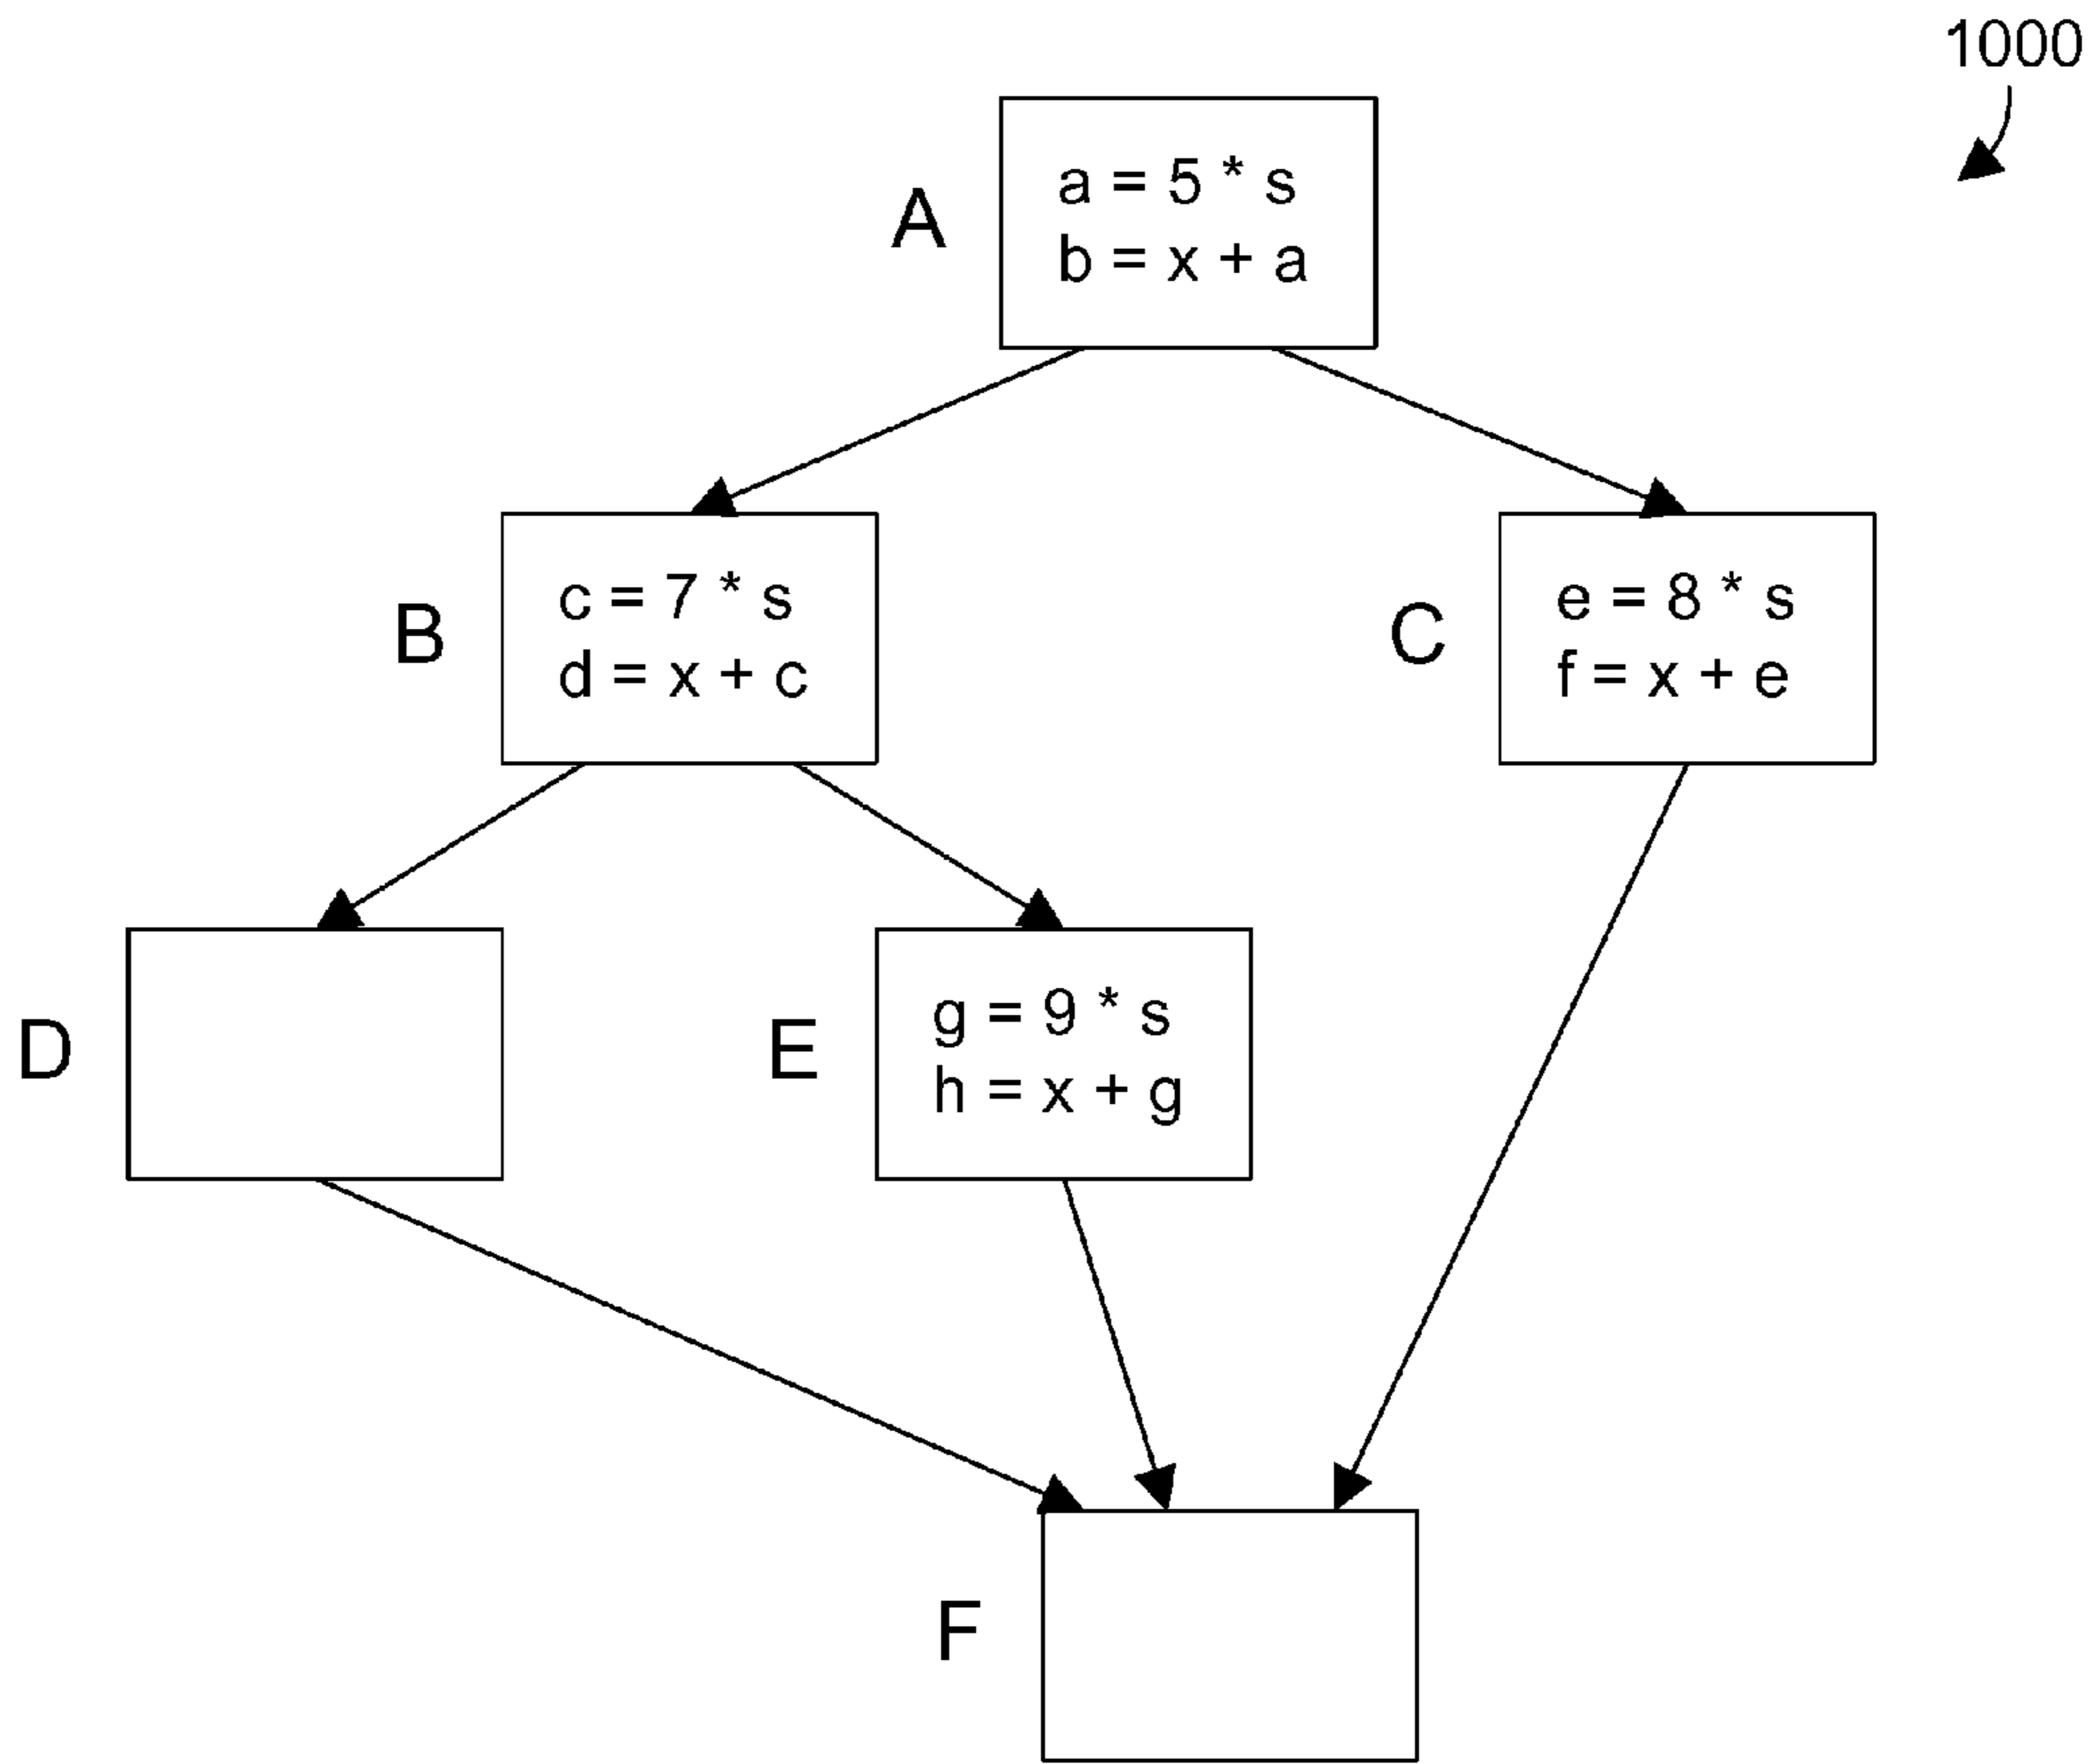 1000
A
a = 5 * s
b = x + a
B
c = 7 * s
d = x + c
C
e = 8 * s
f = x + e
D
E
g = 9 * s
h = x + g
F